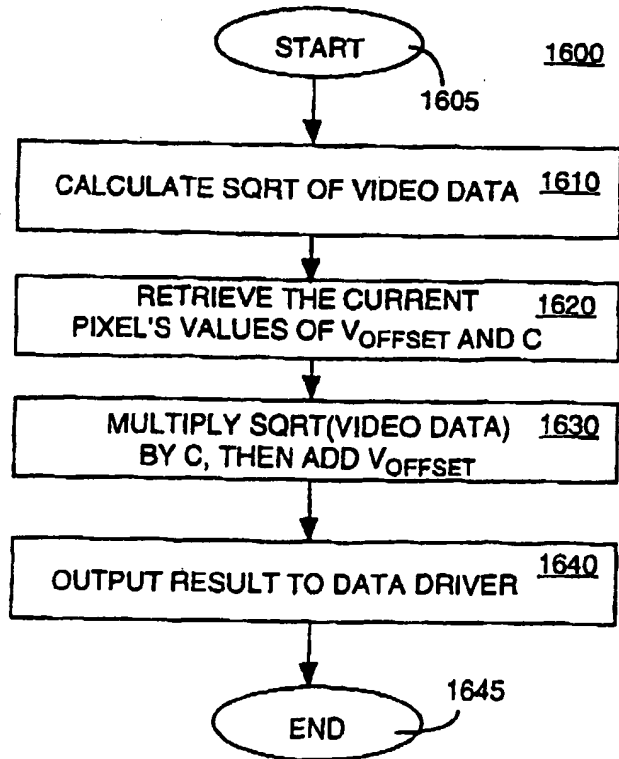 START
1600
1605
CALCULATE SQRT OF VIDEO DATA 1610
RETRIEVE THE CURRENT
PIXEL'S VALUES OF VOFFSET AND C
1620
MULTIPLY SQRT(VIDEO DATA)
BY C, THEN ADD VOFFSET
1630
OUTPUT RESULT TO DATA DRIVER 1640
1645
END